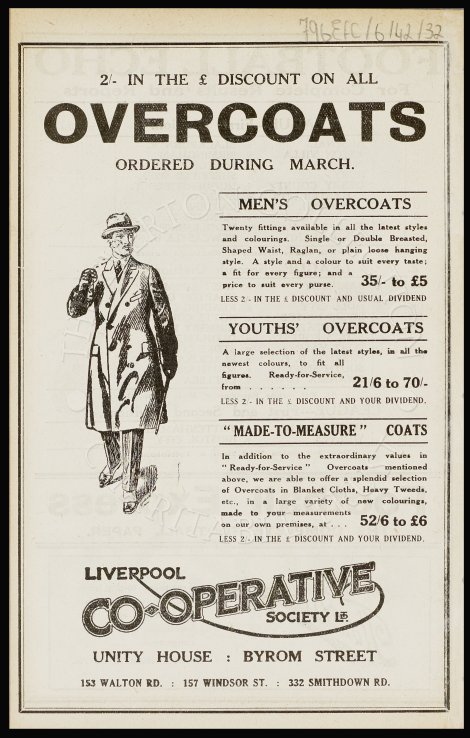 796EFC/6/42/32
2/- IN THE £ DISCOUNT ON ALL
OVERCOATS
ORDERED DURING MARCH.
MEN'S OVERCOATS
Twenty fittings available in all the latest styles
and colourings. Single or Double Breasted,
Shaped Waist, Raglan, or plain loose hanging
style. A style and a colour to suit every taste;
a fit for every figure; and a
price to suit every purse. 35/- to £5
LESS 2/- IN THE £ DISCOUNT AND USUAL DIVIDEND
YOUTHS' OVERCOATS
A large selection of the latest styles, in all the
newest colours, to fit all
figures. Ready-for-Service,
from . . . . . . 21/6 to 70/-
LESS 2/- IN THE £ DISCOUNT AND YOUR DIVIDEND.
"MADE-TO-MEASURE" COATS
In addition to the extraordinary values in
"Ready-for-Service" Overcoats mentioned
above, we are able to offer a splendid selection
of Overcoats in Blanket Cloths, Heavy Tweeds,
etc., in a large variety of new colourings,
made to your measurements
on our own premises, at . . . 52/6 to £6
LESS 2/- IN THE £ DISCOUNT AND YOUR DIVIDEND.
LIVERPOOL
CO-OPERATIVE
SOCIETY LTD.
UNITY HOUSE : BYROM STREET
153 WALTON RD. : 157 WINDSOR ST. : 332 SMITHDOWN RD.